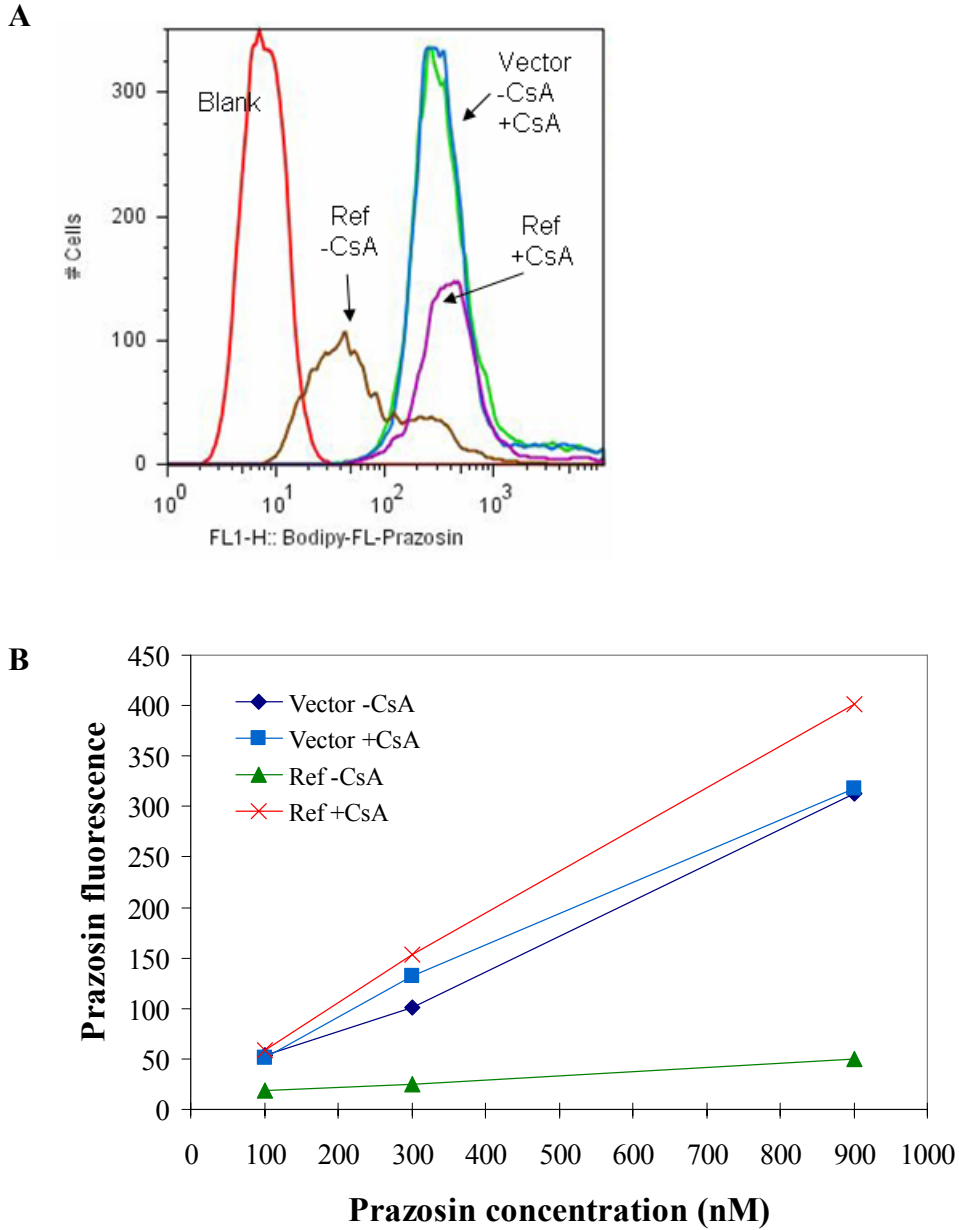 A
300
200
100
0
# Cells
Blank
Ref
-CsA
Vector
-CsA
+CsA
Ref
+CsA
10^0 10^1 10^2 10^3
FL1-H:: Bodipy-FL-Prazosin
B
450
400
350
300
250
200
150
100
50
0
Prazosin fluorescence
Vector -CsA
Vector +CsA
Ref -CsA
Ref +CsA
0 100 200 300 400 500 600 700 800 900 1000
Prazosin concentration (nM)